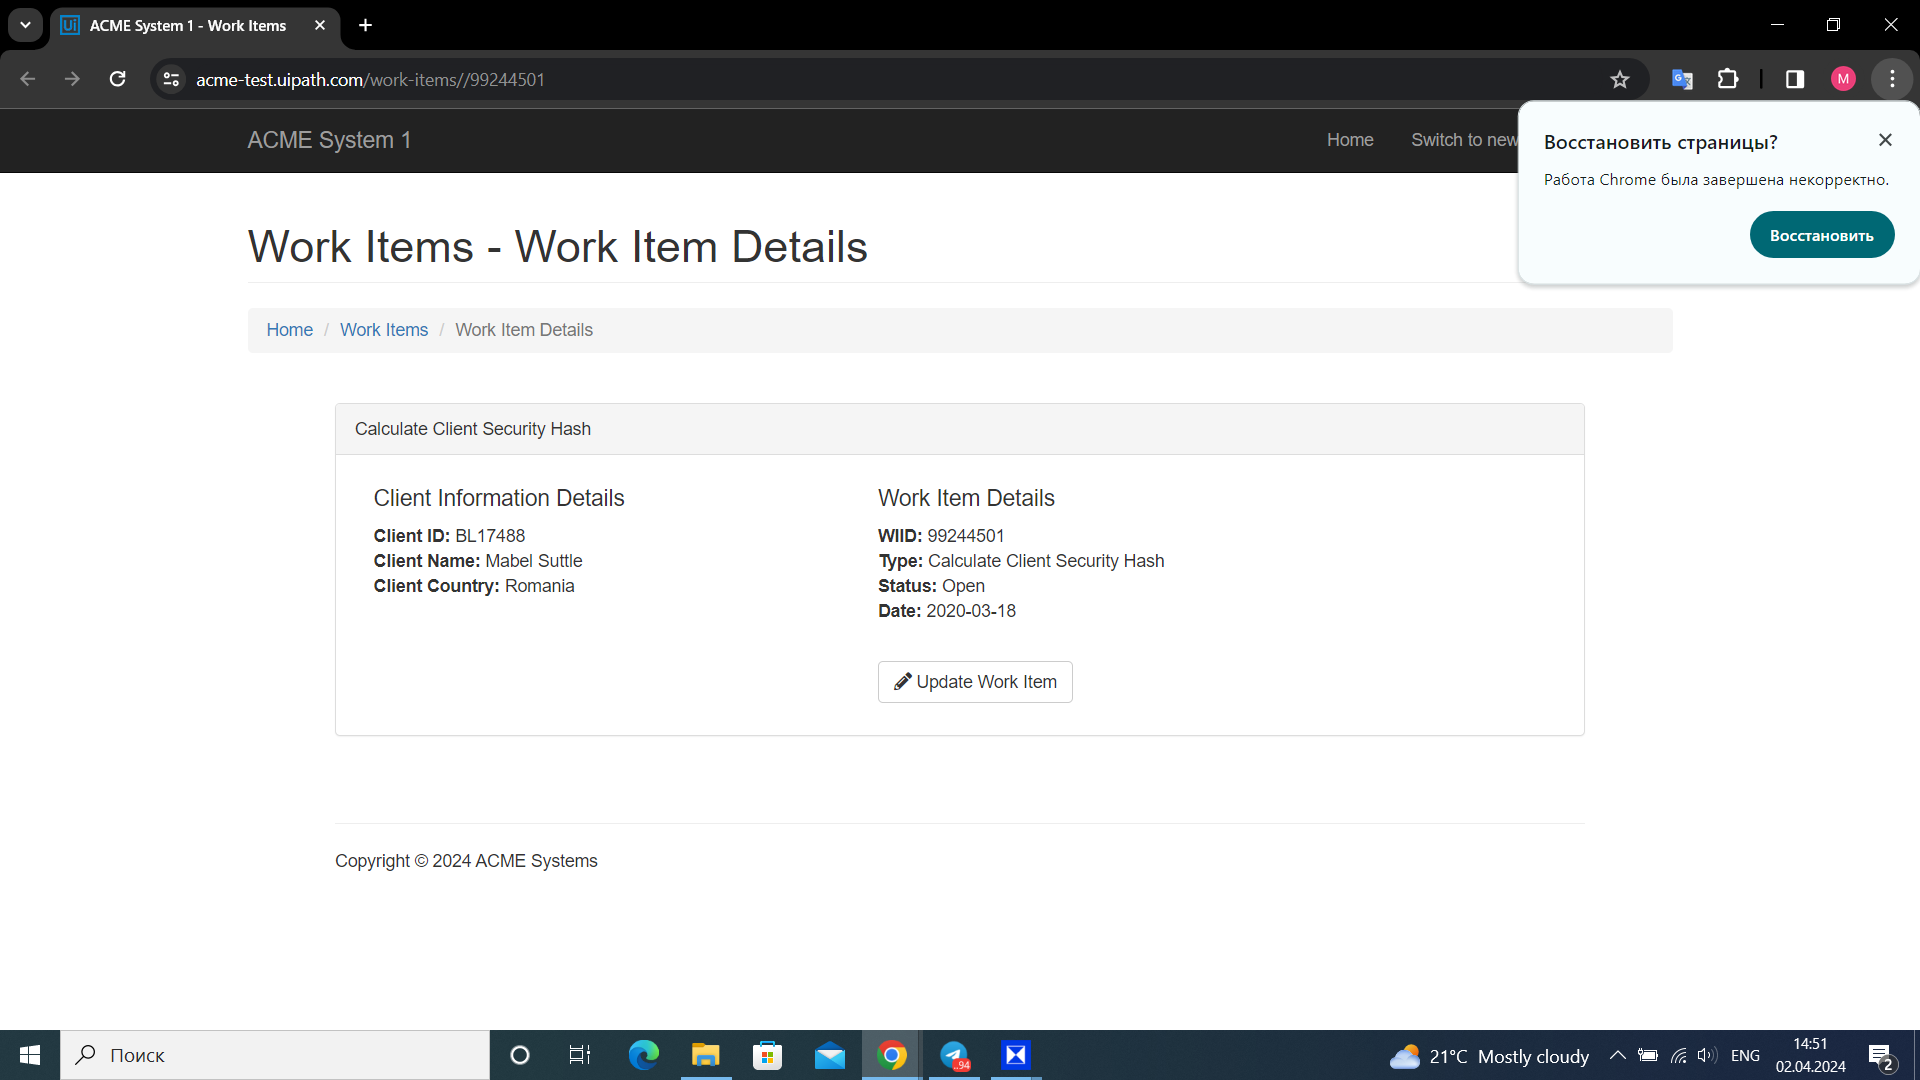 ACME System 1 - Work Items
acme-test.uipath.com/work-items//99244501
M
ACME System 1
Home
Switch to new
Восстановить страницы?
Работа Chrome была завершена некорректно.
Восстановить
Work Items - Work Item Details
Home / Work Items / Work Item Details
Calculate Client Security Hash
Client Information Details
Client ID: BL17488
Client Name: Mabel Suttle
Client Country: Romania
Work Item Details
WIID: 99244501
Type: Calculate Client Security Hash
Status: Open
Date: 2020-03-18
Update Work Item
Copyright © 2024 ACME Systems
Поиск
..94
21°C Mostly cloudy
ENG
14:51
02.04.2024
2